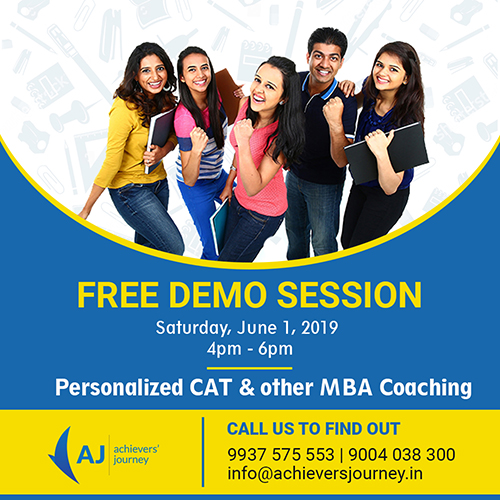 FREE DEMO SESSION
Saturday, June 1, 2019
4pm - 6pm
Personalized CAT & other MBA Coaching
AJ
achievers'
journey
CALL US TO FIND OUT
9937 575 553 | 9004 038 300
info@achieversjourney.in